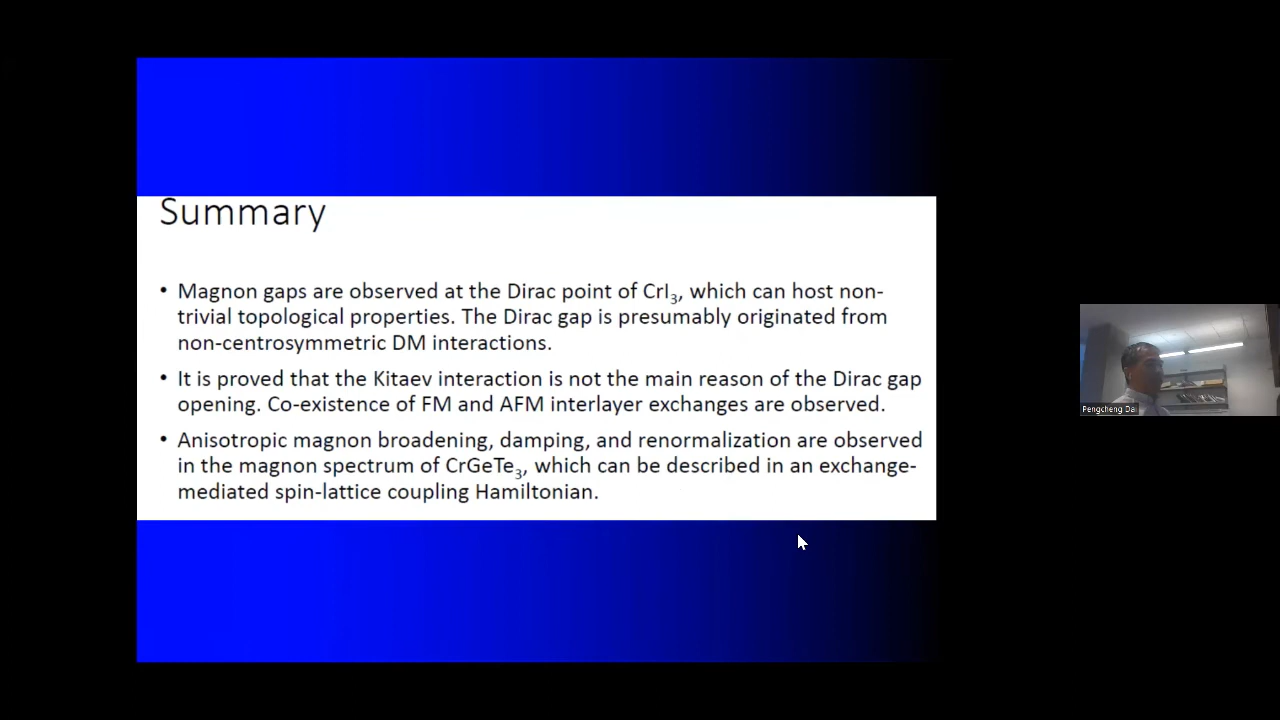 Summary
• Magnon gaps are observed at the Dirac point of CrI₃, which can host non-
trivial topological properties. The Dirac gap is presumably originated from
non-centrosymmetric DM interactions.
• It is proved that the Kitaev interaction is not the main reason of the Dirac gap
opening. Co-existence of FM and AFM interlayer exchanges are observed.
• Anisotropic magnon broadening, damping, and renormalization are observed
in the magnon spectrum of CrGeTe₃, which can be described in an exchange-
mediated spin-lattice coupling Hamiltonian.
Pengcheng Dai